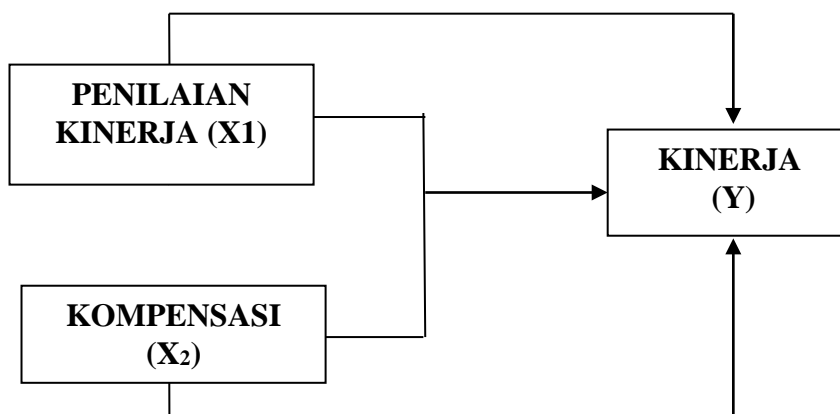 PENILAIAN
KINERJA (X1)
KINERJA
(Y)
KOMPENSASI
(X₂)